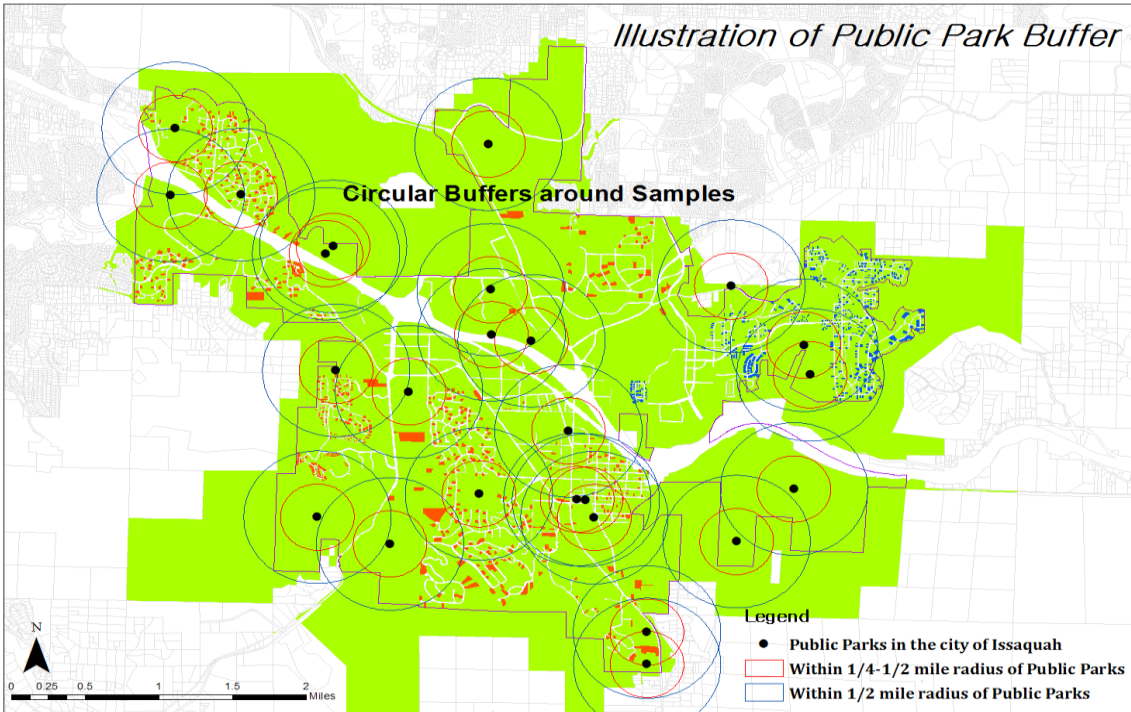 Illustration of Public Park Buffer
Circular Buffers around Samples
Legend
Public Parks in the city of Issaquah
Within 1/4-1/2 mile radius of Public Parks
Within 1/2 mile radius of Public Parks
N
0 0.25 0.5 1 1.5 2
Miles